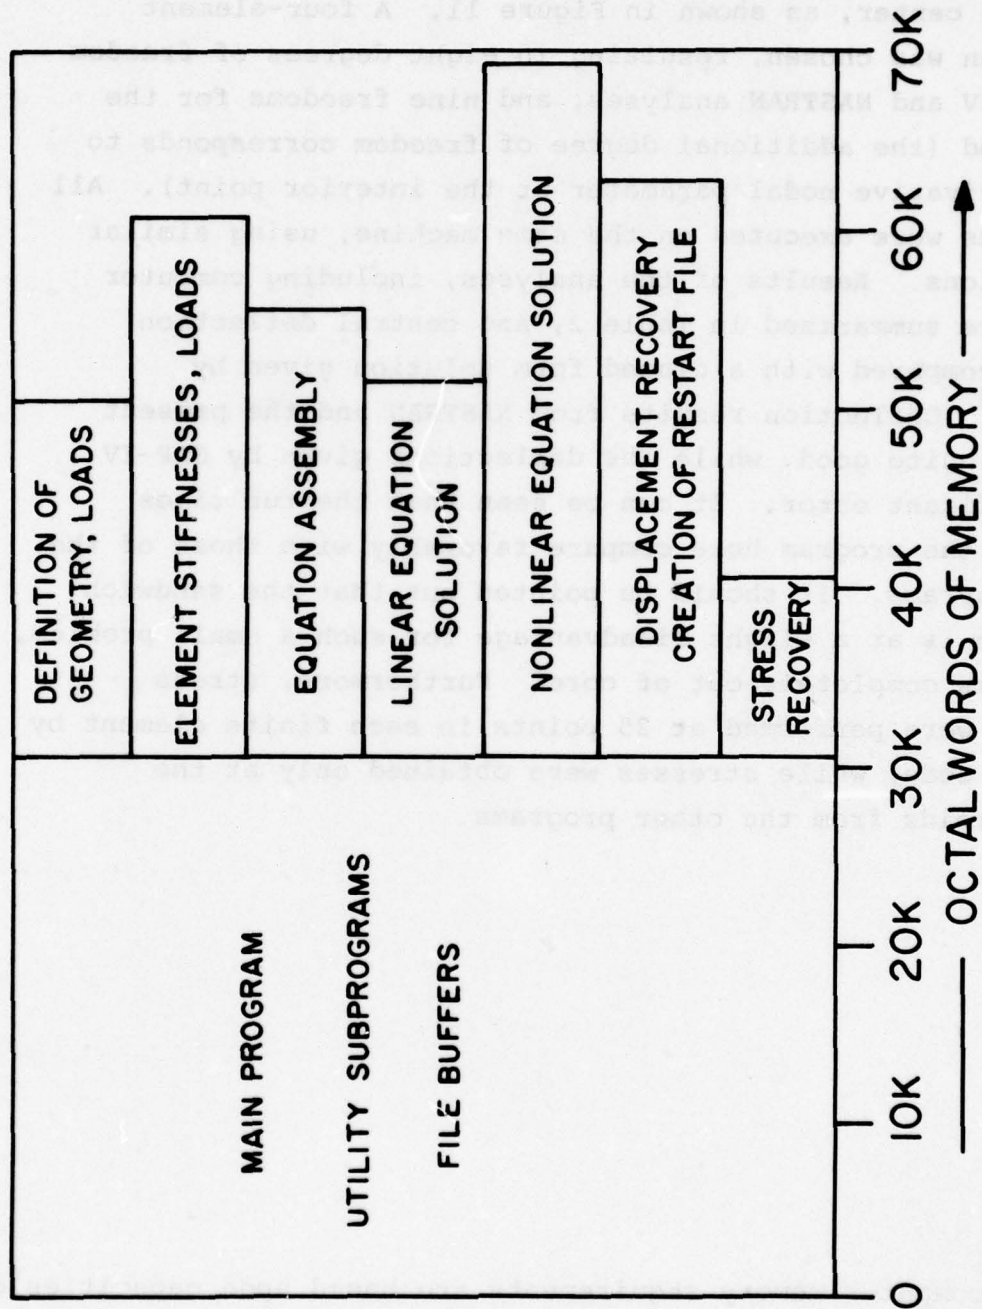 DEFINITION OF
GEOMETRY, LOADS
ELEMENT STIFFNESSES, LOADS
EQUATION ASSEMBLY
LINEAR EQUATION
SOLUTION
NONLINEAR EQUATION SOLUTION
DISPLACEMENT RECOVERY
CREATION OF RESTART FILE
STRESS
RECOVERY
MAIN PROGRAM
UTILITY SUBPROGRAMS
FILE BUFFERS
0 10K 20K 30K 40K 50K 60K 70K
OCTAL WORDS OF MEMORY